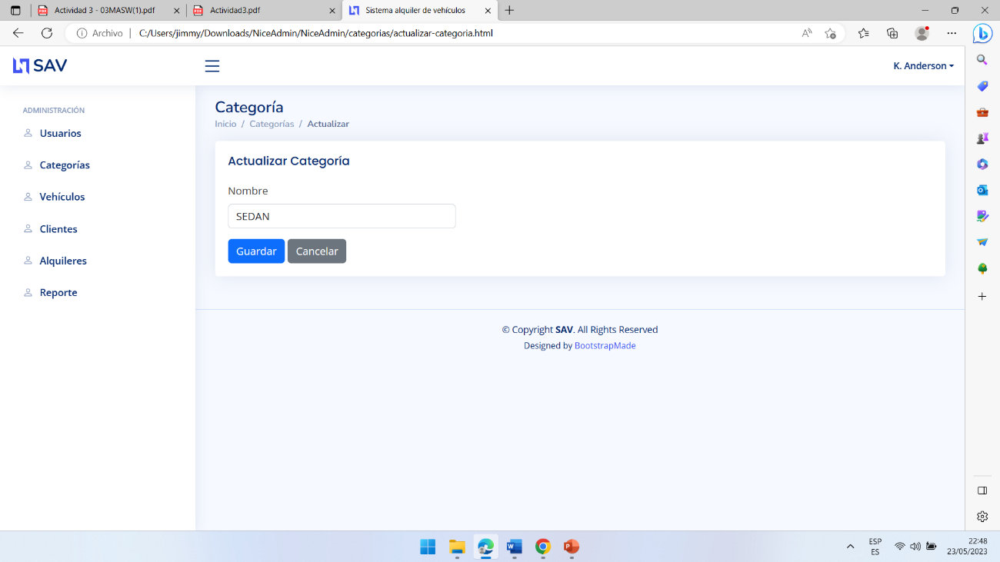 Actividad 3 - 03MASW(1).pdf
Actividad3.pdf
Sistema alquiler de vehículos
Archivo
C:/Users/jimmy/Downloads/NiceAdmin/NiceAdmin/categorias/actualizar-categoria.html
SAV
K. Anderson
ADMINISTRACIÓN
Usuarios
Categorías
Vehículos
Clientes
Alquileres
Reporte
Categoría
Inicio / Categorías / Actualizar
Actualizar Categoría
Nombre
SEDAN
Guardar Cancelar
© Copyright SAV. All Rights Reserved
Designed by BootstrapMade
ESP
ES
22:48
23/05/2023